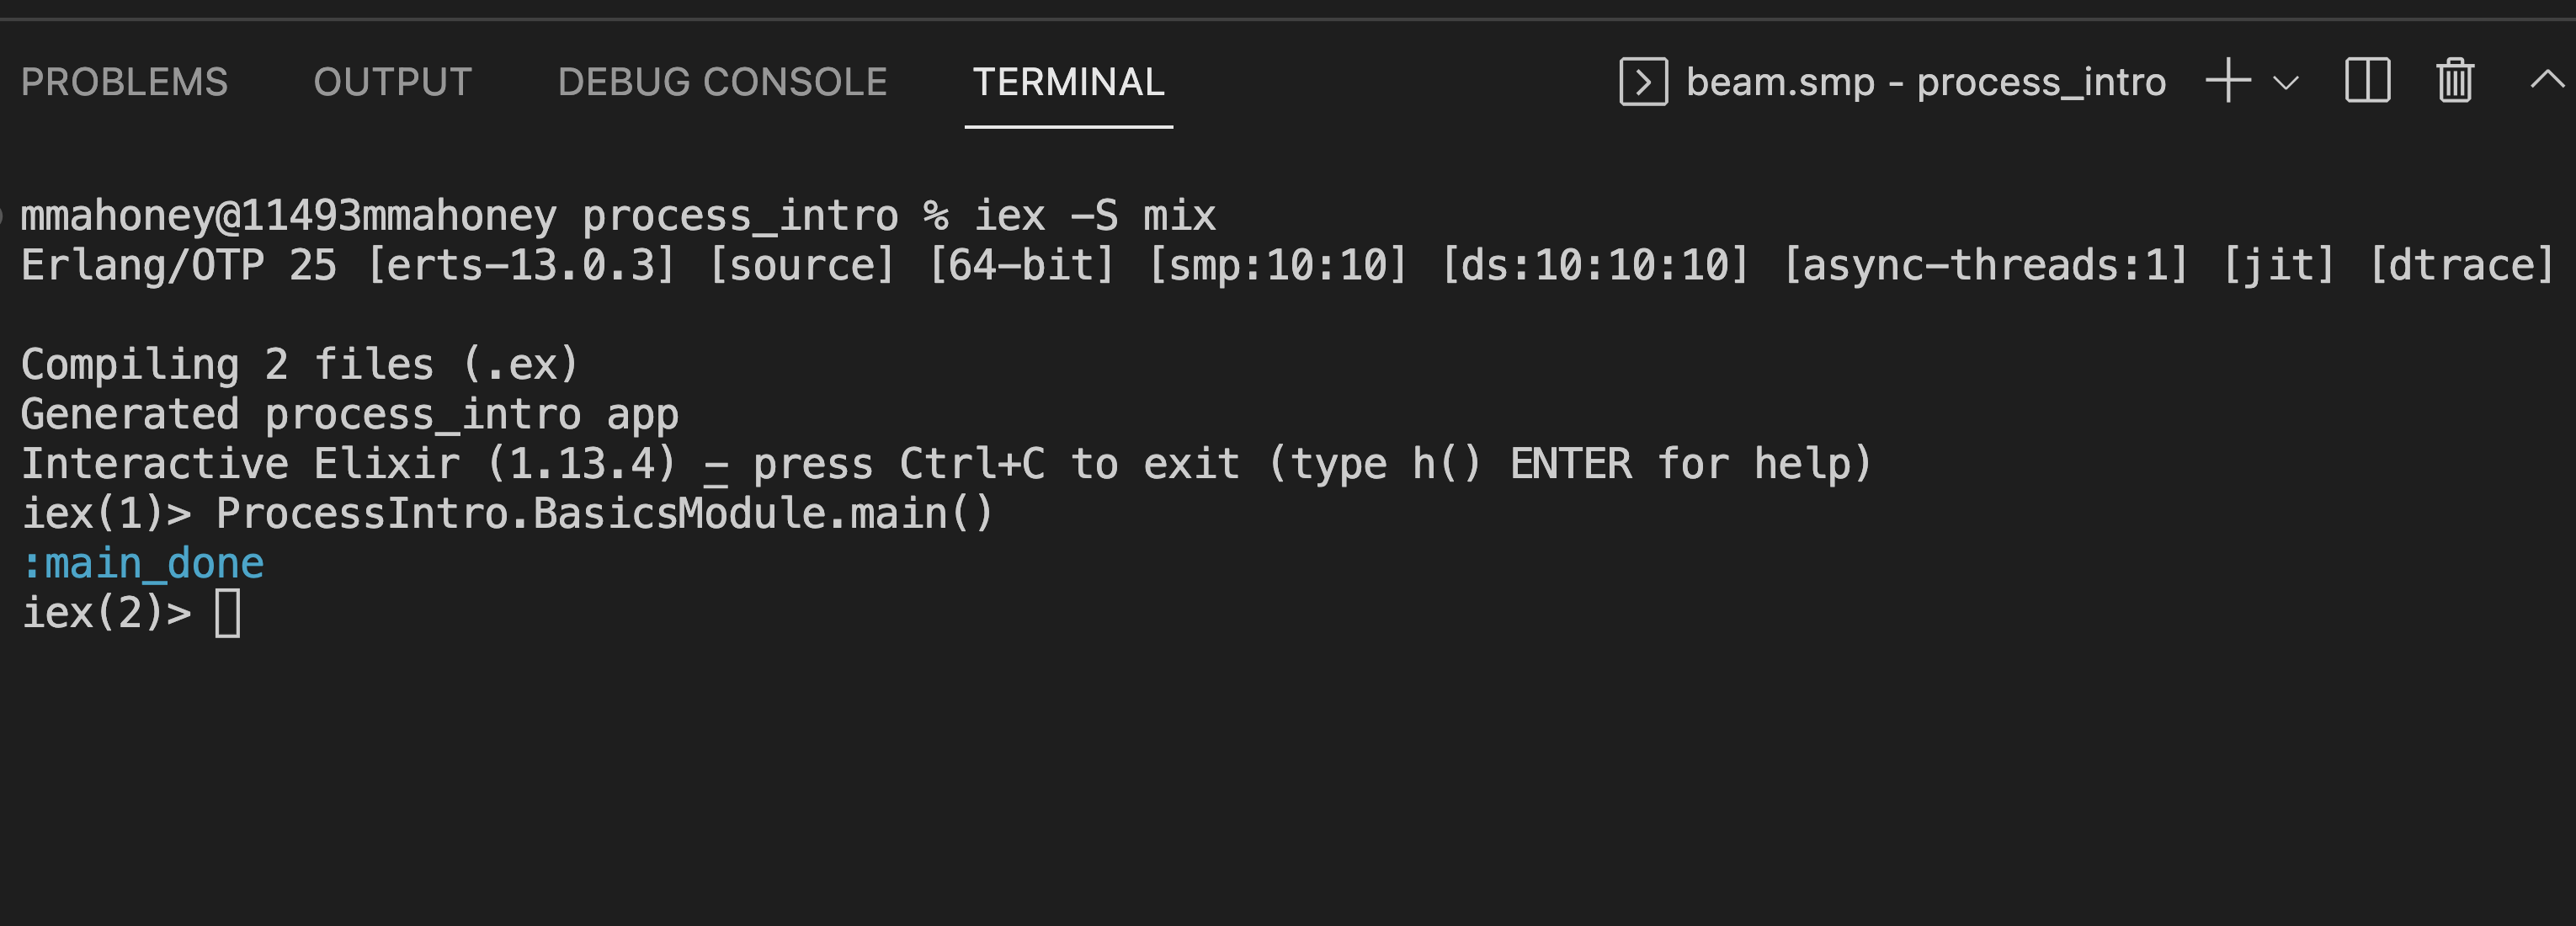 PROBLEMS OUTPUT DEBUG CONSOLE TERMINAL beam.smp - process_intro
mmahoney@11493mmahoney process_intro % iex -S mix
Erlang/OTP 25 [erts-13.0.3] [source] [64-bit] [smp:10:10] [ds:10:10:10] [async-threads:1] [jit] [dtrace]
Compiling 2 files (.ex)
Generated process_intro app
Interactive Elixir (1.13.4) - press Ctrl+C to exit (type h() ENTER for help)
iex(1)> ProcessIntro.BasicsModule.main()
:main_done
iex(2)>